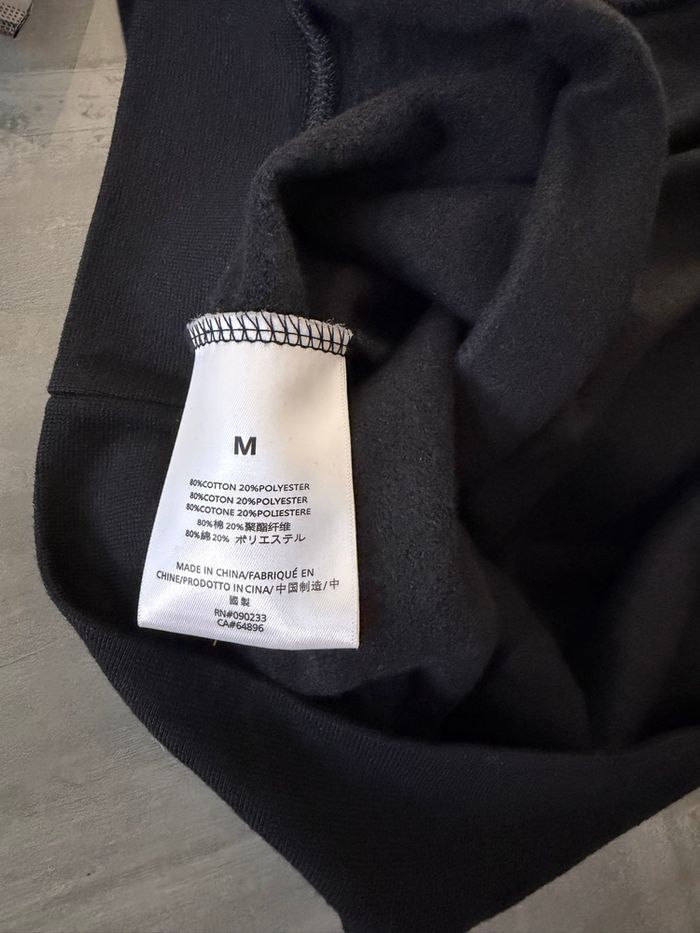 M
80%COTTON 20%POLYESTER
80%COTON 20%POLYESTER
80%COTONE 20%POLIESTERE
80%棉 20%聚酯纤维
80%綿 20% ポリエステル
MADE IN CHINA/FABRIQUÉ EN
CHINE/PRODOTTO IN CINA/ 中国制造/中
國製
RN#090233
CA#64896